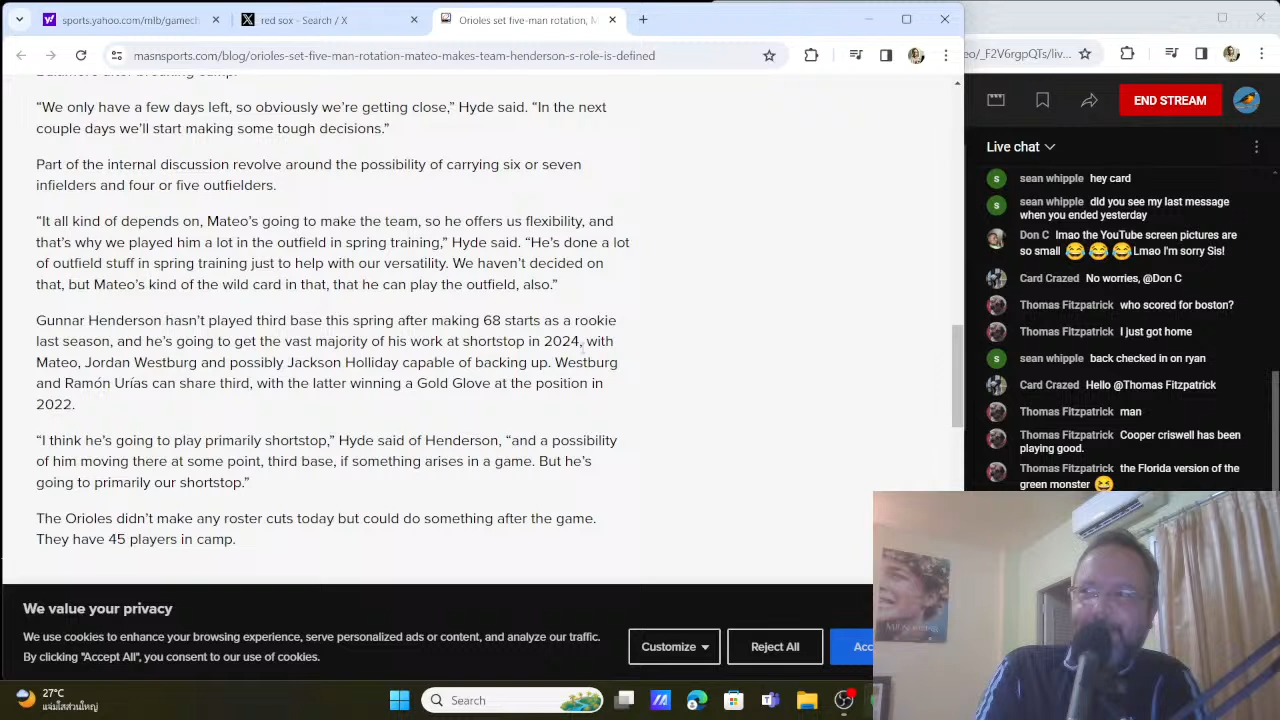 sports.yahoo.com/mlb/gamech
red sox - Search / X
Orioles set five-man rotation, M
masnsports.com/blog/orioles-set-five-man-rotation-mateo-makes-team-henderson-s-role-is-defined
eo/_F2V6rgpQTs/liv...
“We only have a few days left, so obviously we’re getting close,” Hyde said. “In the next
couple days we’ll start making some tough decisions.”
Part of the internal discussion revolve around the possibility of carrying six or seven
infielders and four or five outfielders.
“It all kind of depends on, Mateo’s going to make the team, so he offers us flexibility, and
that’s why we played him a lot in the outfield in spring training,” Hyde said. “He’s done a lot
of outfield stuff in spring training just to help with our versatility. We haven’t decided on
that, but Mateo’s kind of the wild card in that, that he can play the outfield, also.”
Gunnar Henderson hasn’t played third base this spring after making 68 starts as a rookie
last season, and he’s going to get the vast majority of his work at shortstop in 2024, with
Mateo, Jordan Westburg and possibly Jackson Holliday capable of backing up. Westburg
and Ramón Urías can share third, with the latter winning a Gold Glove at the position in
2022.
“I think he’s going to play primarily shortstop,” Hyde said of Henderson, “and a possibility
of him moving there at some point, third base, if something arises in a game. But he’s
going to primarily our shortstop.”
The Orioles didn’t make any roster cuts today but could do something after the game.
They have 45 players in camp.
We value your privacy
We use cookies to enhance your browsing experience, serve personalized ads or content, and analyze our traffic.
By clicking "Accept All", you consent to our use of cookies.
Customize
Reject All
Acc
END STREAM
Live chat
sean whipple hey card
sean whipple did you see my last message
when you ended yesterday
Don C lmao the YouTube screen pictures are
so small 😂😂😂Lmao I'm sorry Sis!
Card Crazed No worries, @Don C
Thomas Fitzpatrick who scored for boston?
Thomas Fitzpatrick I just got home
sean whipple back checked in on ryan
Card Crazed Hello @Thomas Fitzpatrick
Thomas Fitzpatrick man
Thomas Fitzpatrick Cooper criswell has been
playing good.
Thomas Fitzpatrick the Florida version of the
green monster 😆
27°C
แจ่มใสส่วนใหญ่
Search